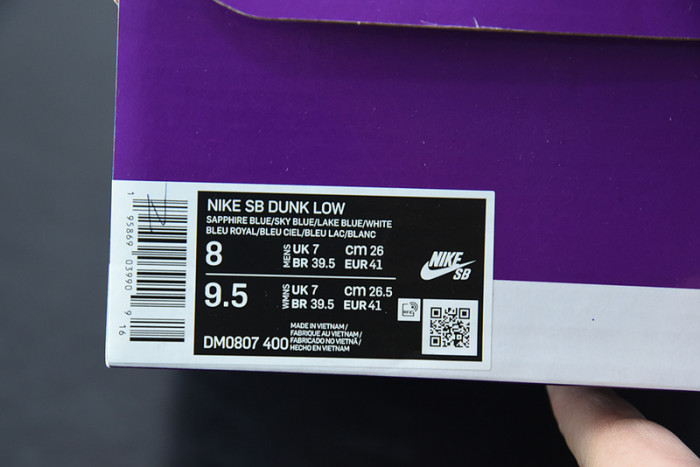 NIKE SB DUNK LOW
SAPPHIRE BLUE/SKY BLUE/LAKE BLUE/WHITE
BLEU ROYAL/BLEU CIEL/BLEU LAC/BLANC
8 MENS UK 7 cm 26
BR 39.5 EUR 41
9.5 WMNS UK 7 cm 26.5
BR 39.5 EUR 41
DM0807 400
MADE IN VIETNAM /
FABRIQUE AU VIETNAM /
FABRICADO NO VIETNÃ /
HECHO EN VIETNAM
NIKE
SB
1 95869 03990 9 16